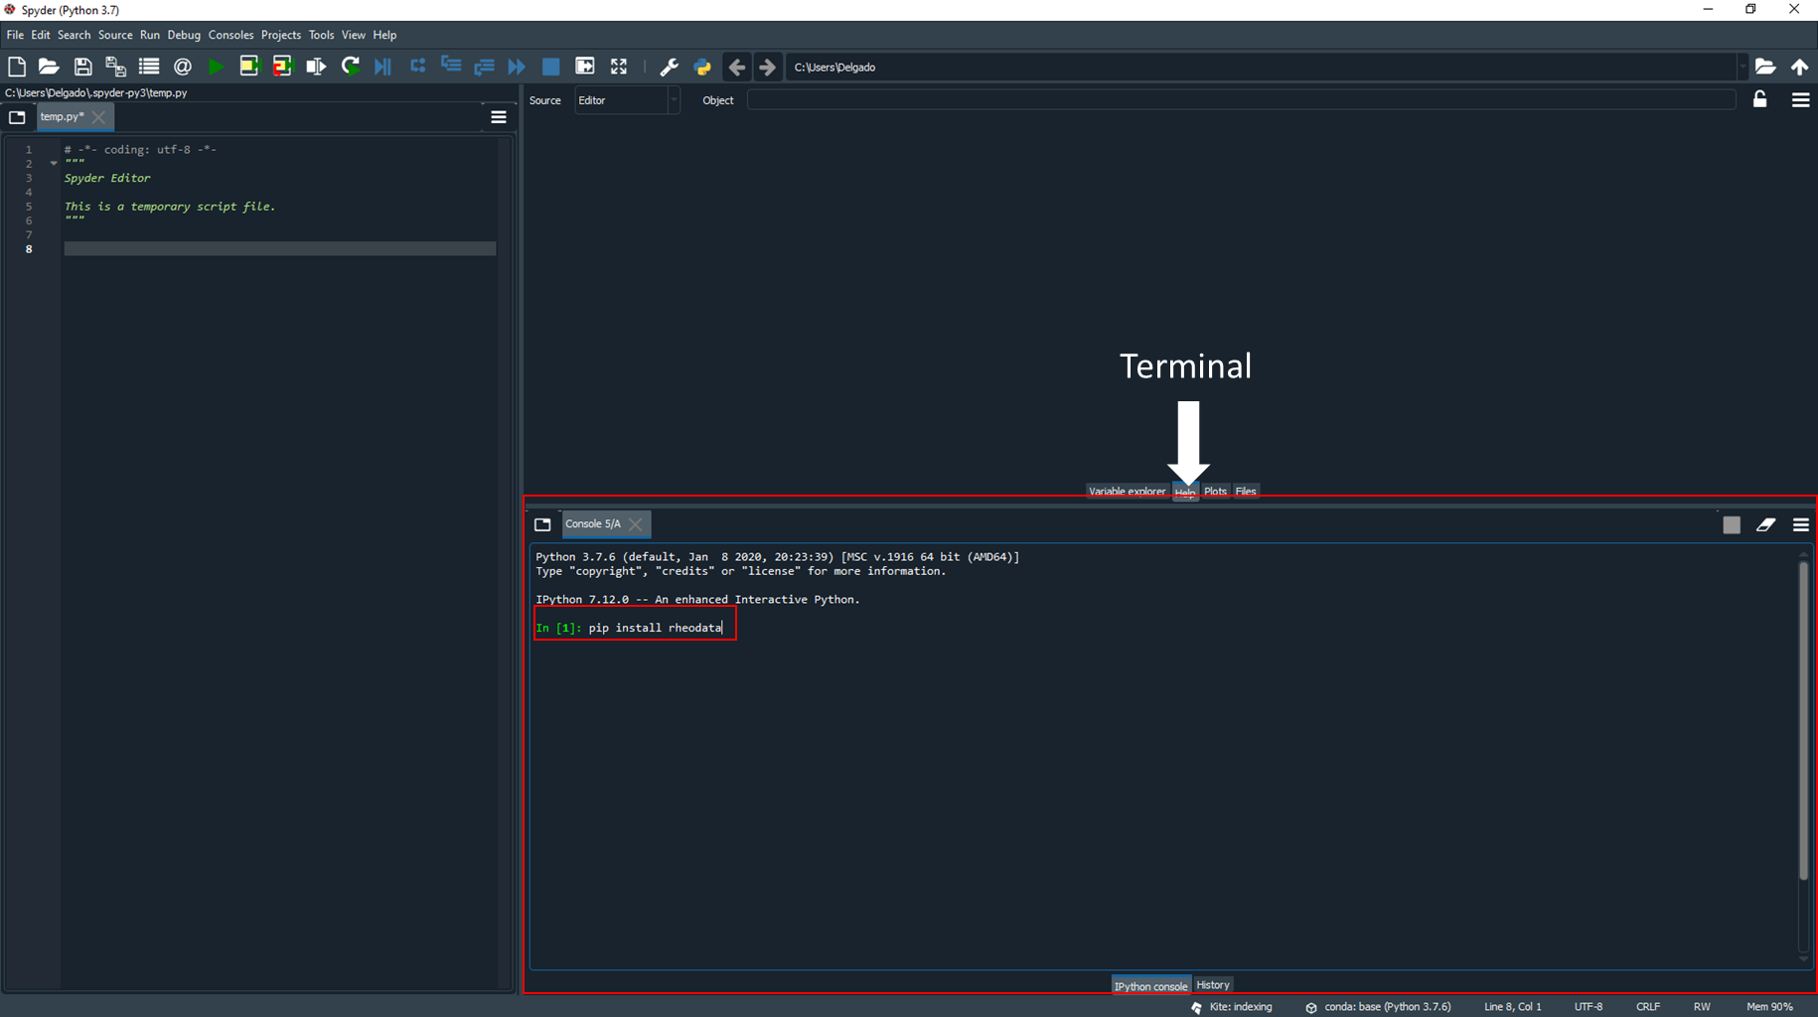 Spyder (Python 3.7)
File Edit Search Source Run Debug Consoles Projects Tools View Help
C:\Users\Delgado
C:\Users\Delgado\.spyder-py3\temp.py
Source Editor Object
temp.py*
1 # -*- coding: utf-8 -*-
2 """
3 Spyder Editor
4
5 This is a temporary script file.
6 """
7
8
Terminal
Variable explorer Help Plots Files
Console 5/A
Python 3.7.6 (default, Jan  8 2020, 20:23:39) [MSC v.1916 64 bit (AMD64)]
Type "copyright", "credits" or "license" for more information.
IPython 7.12.0 -- An enhanced Interactive Python.
In [1]: pip install rheodata
IPython console History
Kite: indexing conda: base (Python 3.7.6) Line 8, Col 1 UTF-8 CRLF RW Mem 90%